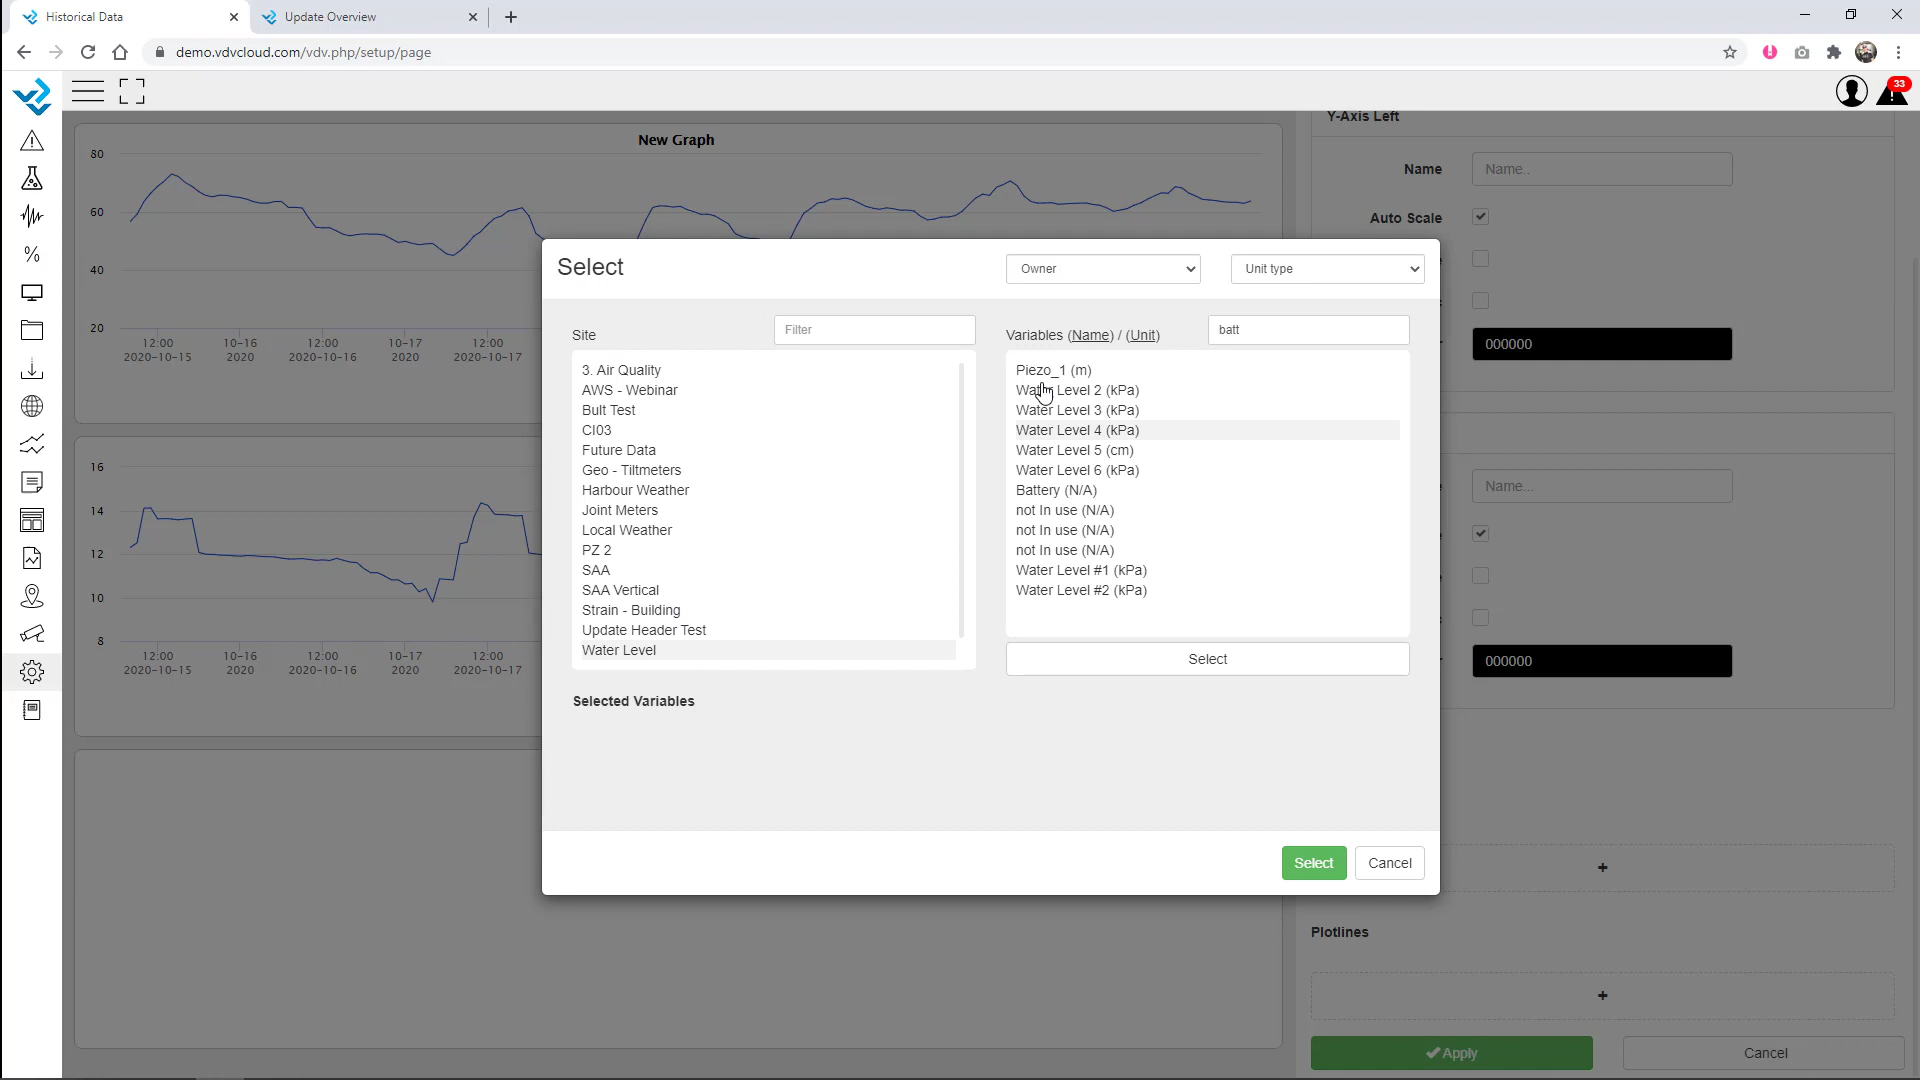 Historical Data
Update Overview
demo.vdvcloud.com/vdv.php/setup/page
33
New Graph
80
60
40
20
12:00
2020-10-15
10-16
2020
12:00
2020-10-16
10-17
2020
12:00
2020-10-17
16
14
12
10
8
12:00
2020-10-15
10-16
2020
12:00
2020-10-16
10-17
2020
12:00
2020-10-17
Select
Owner
Unit type
Site
Filter
3. Air Quality
AWS - Webinar
Bult Test
CI03
Future Data
Geo - Tiltmeters
Harbour Weather
Joint Meters
Local Weather
PZ 2
SAA
SAA Vertical
Strain - Building
Update Header Test
Water Level
Variables (Name) / (Unit)
batt
Piezo_1 (m)
Water Level 2 (kPa)
Water Level 3 (kPa)
Water Level 4 (kPa)
Water Level 5 (cm)
Water Level 6 (kPa)
Battery (N/A)
not In use (N/A)
not In use (N/A)
not In use (N/A)
Water Level #1 (kPa)
Water Level #2 (kPa)
Select
Selected Variables
Select
Cancel
Y-Axis Left
Name
Name..
Auto Scale
000000
Name...
000000
+
Plotlines
+
Apply
Cancel